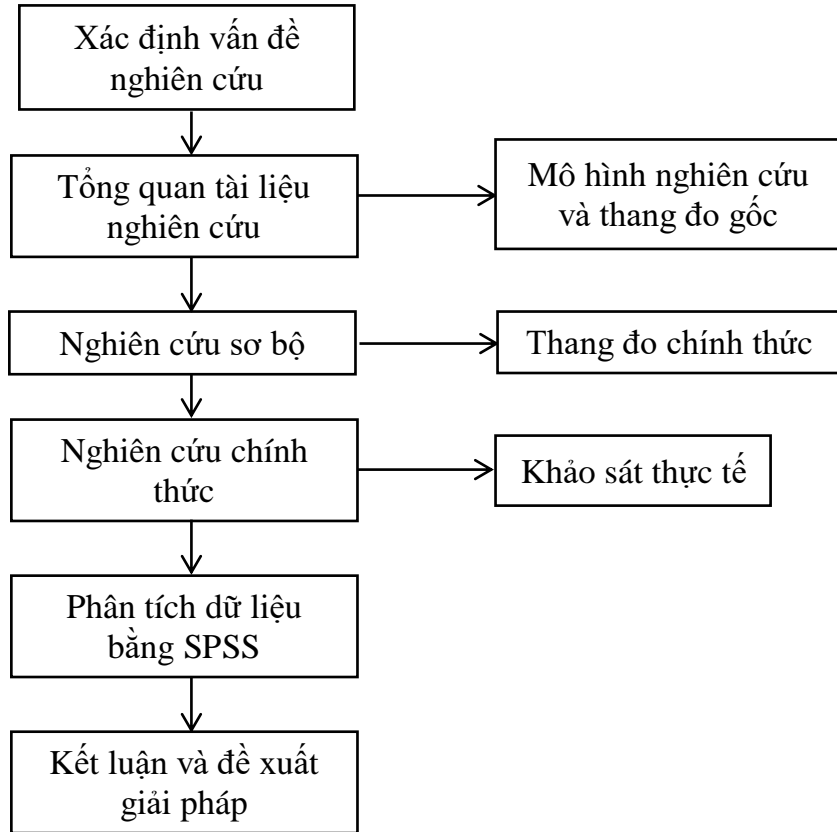 Xác định vấn đề
nghiên cứu
Tổng quan tài liệu
nghiên cứu
Mô hình nghiên cứu
và thang đo gốc
Nghiên cứu sơ bộ
Thang đo chính thức
Nghiên cứu chính
thức
Khảo sát thực tế
Phân tích dữ liệu
bằng SPSS
Kết luận và đề xuất
giải pháp